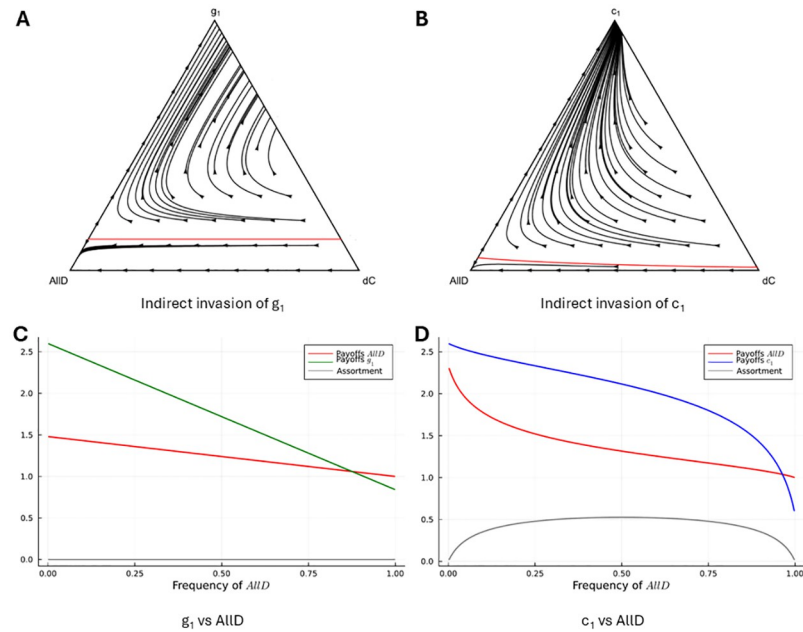 A
B
g1
c1
AllD
dC
AllD
dC
Indirect invasion of g1
Indirect invasion of c1
C
D
Payoffs AllD
Payoffs g1
Assortment
Payoffs AllD
Payoffs c1
Assortment
2.5
2.0
1.5
1.0
0.5
0.0
0.00
0.25
0.50
0.75
1.00
Frequency of AllD
2.5
2.0
1.5
1.0
0.5
0.0
0.00
0.25
0.50
0.75
1.00
Frequency of AllD
g1 vs AllD
c1 vs AllD